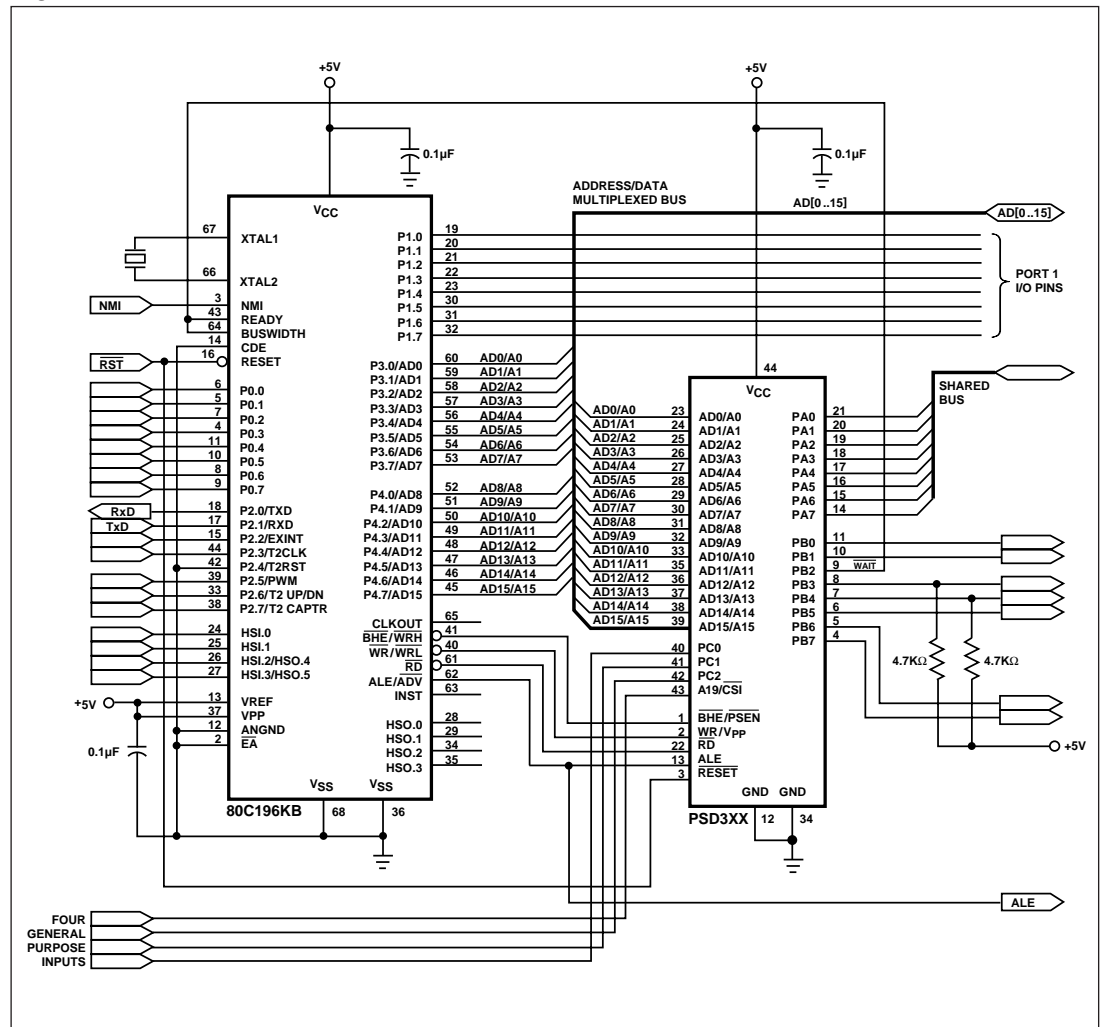 +5V
+5V
0.1µF
0.1µF
ADDRESS/DATA
MULTIPLEXED BUS
AD[0 ..15]
AD[0 ..15]
VCC
67 XTAL1
66 XTAL2
NMI 3 NMI
43 READY
64 BUSWIDTH
14 CDE
RST 16 RESET
6 P0.0
5 P0.1
7 P0.2
4 P0.3
11 P0.4
10 P0.5
8 P0.6
9 P0.7
RxD 18 P2.0/TXD
TxD 17 P2.1/RXD
15 P2.2/EXINT
44 P2.3/T2CLK
42 P2.4/T2RST
39 P2.5/PWM
33 P2.6/T2 UP/DN
38 P2.7/T2 CAPTR
24 HSI.0
25 HSI.1
26 HSI.2/HSO.4
27 HSI.3/HSO.5
+5V 13 VREF
37 VPP
12 ANGND
2 EA
0.1µF
P1.0 19
P1.1 20
P1.2 21
P1.3 22
P1.4 23
P1.5 30
P1.6 31
P1.7 32
PORT 1
I/O PINS
P3.0/AD0 60 AD0/A0
P3.1/AD1 59 AD1/A1
P3.2/AD2 58 AD2/A2
P3.3/AD3 57 AD3/A3
P3.4/AD4 56 AD4/A4
P3.5/AD5 55 AD5/A5
P3.6/AD6 54 AD6/A6
P3.7/AD7 53 AD7/A7
P4.0/AD8 52 AD8/A8
P4.1/AD9 51 AD9/A9
P4.2/AD10 50 AD10/A10
P4.3/AD11 49 AD11/A11
P4.4/AD12 48 AD12/A12
P4.5/AD13 47 AD13/A13
P4.6/AD14 46 AD14/A14
P4.7/AD15 45 AD15/A15
CLKOUT 65
BHE/WRH 41
WR/WRL 40
RD 61
ALE/ADV 62
INST 63
HSO.0 28
HSO.1 29
HSO.2 34
HSO.3 35
VSS VSS
80C196KB 68 36
44
VCC
AD0/A0 23 AD0/A0
AD1/A1 24 AD1/A1
AD2/A2 25 AD2/A2
AD3/A3 26 AD3/A3
AD4/A4 27 AD4/A4
AD5/A5 28 AD5/A5
AD6/A6 29 AD6/A6
AD7/A7 30 AD7/A7
AD8/A8 31 AD8/A8
AD9/A9 32 AD9/A9
AD10/A10 33 AD10/A10
AD11/A11 35 AD11/A11
AD12/A12 36 AD12/A12
AD13/A13 37 AD13/A13
AD14/A14 38 AD14/A14
AD15/A15 39 AD15/A15
40 PC0
41 PC1
42 PC2
43 A19/CSI
1 BHE/PSEN
2 WR/VPP
22 RD
13 ALE
3 RESET
GND GND
PSD3XX 12 34
SHARED
BUS
PA0 21
PA1 20
PA2 19
PA3 18
PA4 17
PA5 16
PA6 15
PA7 14
PB0 11
PB1 10
PB2 9 WAIT
PB3 8
PB4 7
PB5 6
PB6 5
PB7 4
4.7KΩ 4.7KΩ
+5V
ALE
FOUR
GENERAL
PURPOSE
INPUTS